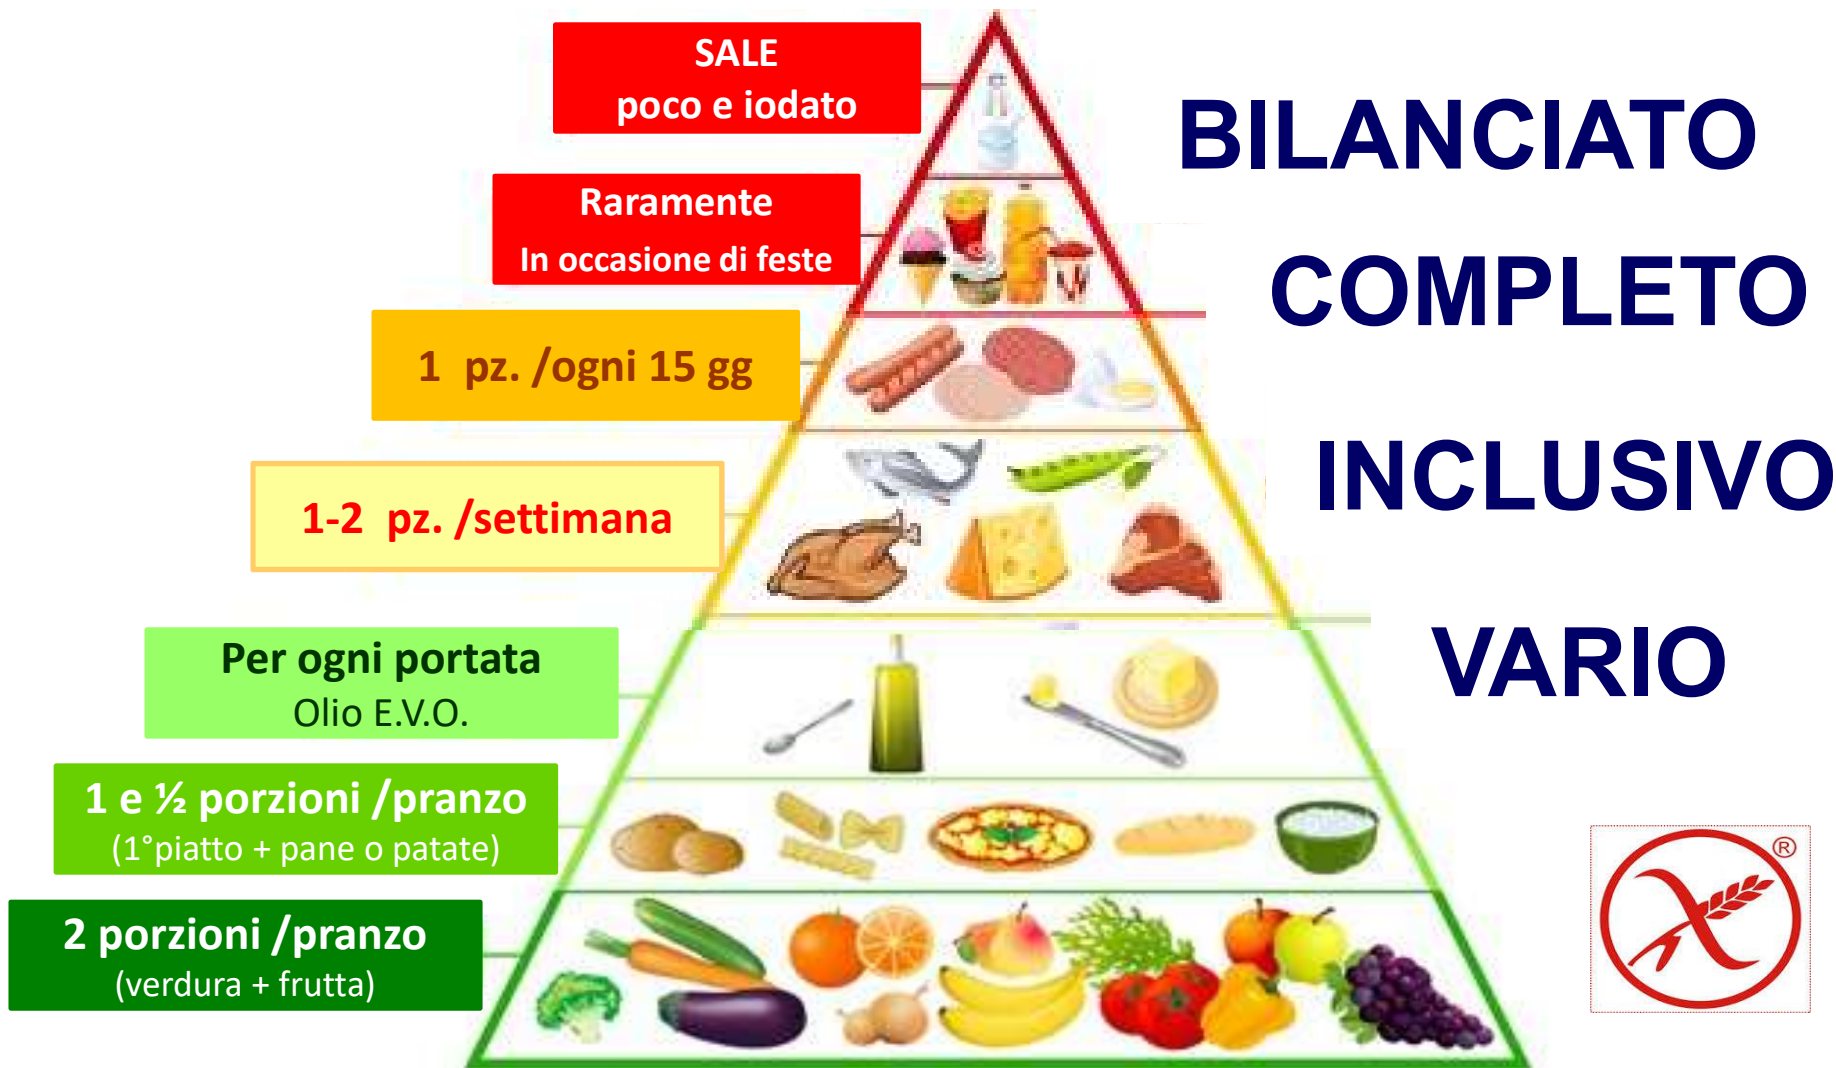 SALE
poco e iodato
Raramente
In occasione di feste
1 pz. /ogni 15 gg
1-2 pz. /settimana
Per ogni portata
Olio E.V.O.
1 e ½ porzioni /pranzo
(1°piatto + pane o patate)
2 porzioni /pranzo
(verdura + frutta)
BILANCIATO
COMPLETO
INCLUSIVO
VARIO
®